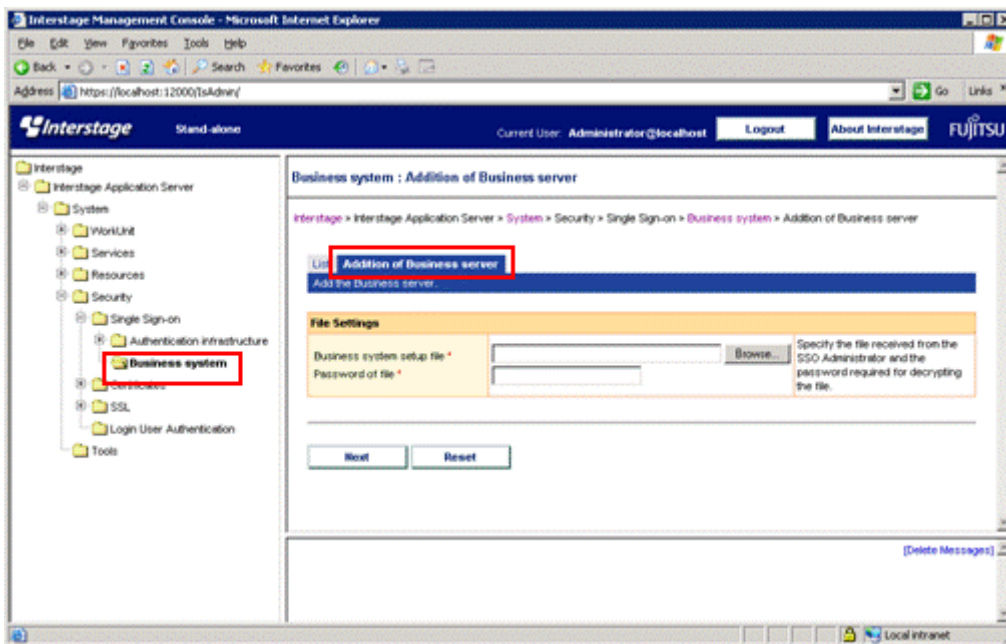 Interstage Management Console - Microsoft Internet Explorer
File Edit View Favorites Tools Help
Back Search Favorites
Address https://localhost:12000/IsAdmin/ Go Links
Interstage Stand-alone Current User: Administrator@localhost Logout About Interstage FUJITSU
Interstage
Interstage Application Server
System
WorkUnit
Services
Resources
Security
Single Sign-on
Authentication infrastructure
Business system
Certificates
SSL
Login User Authentication
Tools
Business system : Addition of Business server
Interstage > Interstage Application Server > System > Security > Single Sign-on > Business system > Addition of Business server
List Addition of Business server
Add the Business server.
File Settings
Business system setup file *
Browse...
Password of file *
Specify the file received from the
SSO Administrator and the
password required for decrypting
the file.
Next Reset
[Delete Messages]
Local intranet